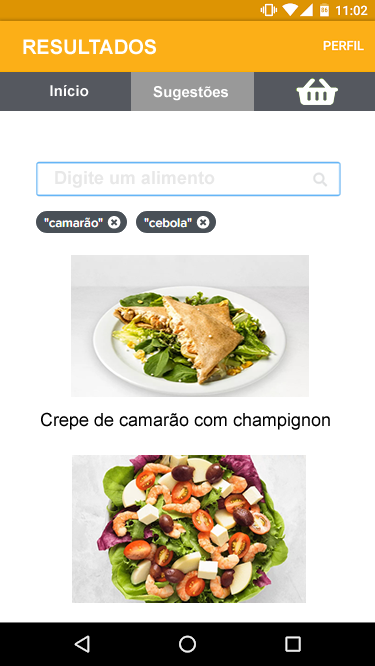 11:02
RESULTADOS
PERFIL
Início
Sugestões
Digite um alimento
"camarão"
"cebola"
Crepe de camarão com champignon